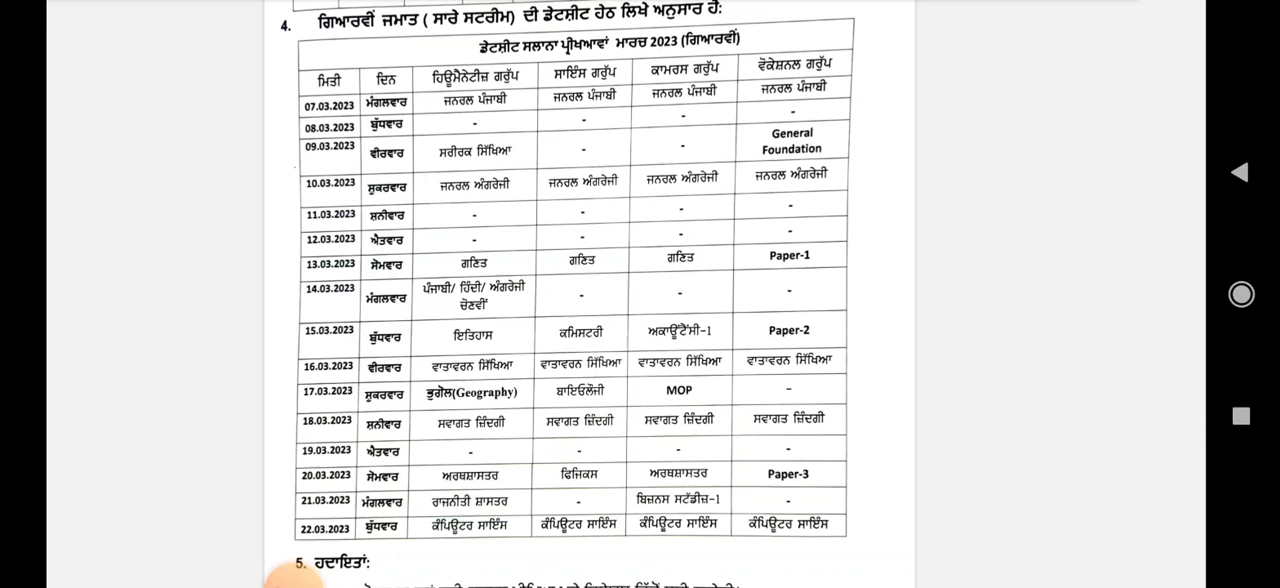 4. ਗਿਆਰਵੀਂ ਜਮਾਤ ( ਸਾਰੇ ਸਟਰੀਮ) ਦੀ ਡੇਟਸ਼ੀਟ ਹੇਠ ਲਿਖੇ ਅਨੁਸਾਰ ਹੈ:
ਡੇਟਸ਼ੀਟ ਸਲਾਨਾ ਪ੍ਰੀਖਆਵਾਂ ਮਾਰਚ 2023 (ਗਿਆਰਵੀਂ)
ਮਿਤੀ ਦਿਨ ਹਿਊਮੈਨੇਟੀਜ਼ ਗਰੁੱਪ ਸਾਇੰਸ ਗਰੁੱਪ ਕਾਮਰਸ ਗਰੁੱਪ ਵੋਕੇਸ਼ਨਲ ਗਰੁੱਪ
07.03.2023 ਮੰਗਲਵਾਰ ਜਨਰਲ ਪੰਜਾਬੀ ਜਨਰਲ ਪੰਜਾਬੀ ਜਨਰਲ ਪੰਜਾਬੀ ਜਨਰਲ ਪੰਜਾਬੀ
08.03.2023 ਬੁੱਧਵਾਰ - - - -
09.03.2023 ਵੀਰਵਾਰ ਸਰੀਰਕ ਸਿੱਖਿਆ - - General
Foundation
10.03.2023 ਸ਼ੁਕਰਵਾਰ ਜਨਰਲ ਅੰਗਰੇਜੀ ਜਨਰਲ ਅੰਗਰੇਜੀ ਜਨਰਲ ਅੰਗਰੇਜੀ ਜਨਰਲ ਅੰਗਰੇਜੀ
11.03.2023 ਸ਼ਨੀਵਾਰ - - - -
12.03.2023 ਐਤਵਾਰ - - - -
13.03.2023 ਸੋਮਵਾਰ ਗਣਿਤ ਗਣਿਤ ਗਣਿਤ Paper-1
14.03.2023 ਮੰਗਲਵਾਰ ਪੰਜਾਬੀ/ ਹਿੰਦੀ/ ਅੰਗਰੇਜੀ - - -
ਚੋਣਵੀਂ
15.03.2023 ਬੁੱਧਵਾਰ ਇਤਿਹਾਸ ਕਮਿਸਟਰੀ ਅਕਾਊਂਟੈਂਸੀ-1 Paper-2
16.03.2023 ਵੀਰਵਾਰ ਵਾਤਾਵਰਨ ਸਿੱਖਿਆ ਵਾਤਾਵਰਨ ਸਿੱਖਿਆ ਵਾਤਾਵਰਨ ਸਿੱਖਿਆ ਵਾਤਾਵਰਨ ਸਿੱਖਿਆ
17.03.2023 ਸ਼ੁਕਰਵਾਰ ਭੁਗੋਲ(Geography) ਬਾਇਓਲੌਜੀ MOP -
18.03.2023 ਸ਼ਨੀਵਾਰ ਸਵਾਗਤ ਜ਼ਿੰਦਗੀ ਸਵਾਗਤ ਜ਼ਿੰਦਗੀ ਸਵਾਗਤ ਜ਼ਿੰਦਗੀ ਸਵਾਗਤ ਜ਼ਿੰਦਗੀ
19.03.2023 ਐਤਵਾਰ - - - -
20.03.2023 ਸੋਮਵਾਰ ਅਰਥਸ਼ਾਸਤਰ ਫਿਜਿਕਸ ਅਰਥਸ਼ਾਸਤਰ Paper-3
21.03.2023 ਮੰਗਲਵਾਰ ਰਾਜਨੀਤੀ ਸ਼ਾਸਤਰ - ਬਿਜ਼ਨਸ ਸਟੱਡੀਜ਼-1 -
22.03.2023 ਬੁੱਧਵਾਰ ਕੰਪਿਊਟਰ ਸਾਇੰਸ ਕੰਪਿਊਟਰ ਸਾਇੰਸ ਕੰਪਿਊਟਰ ਸਾਇੰਸ ਕੰਪਿਊਟਰ ਸਾਇੰਸ
5. ਹਦਾਇਤਾਂ: